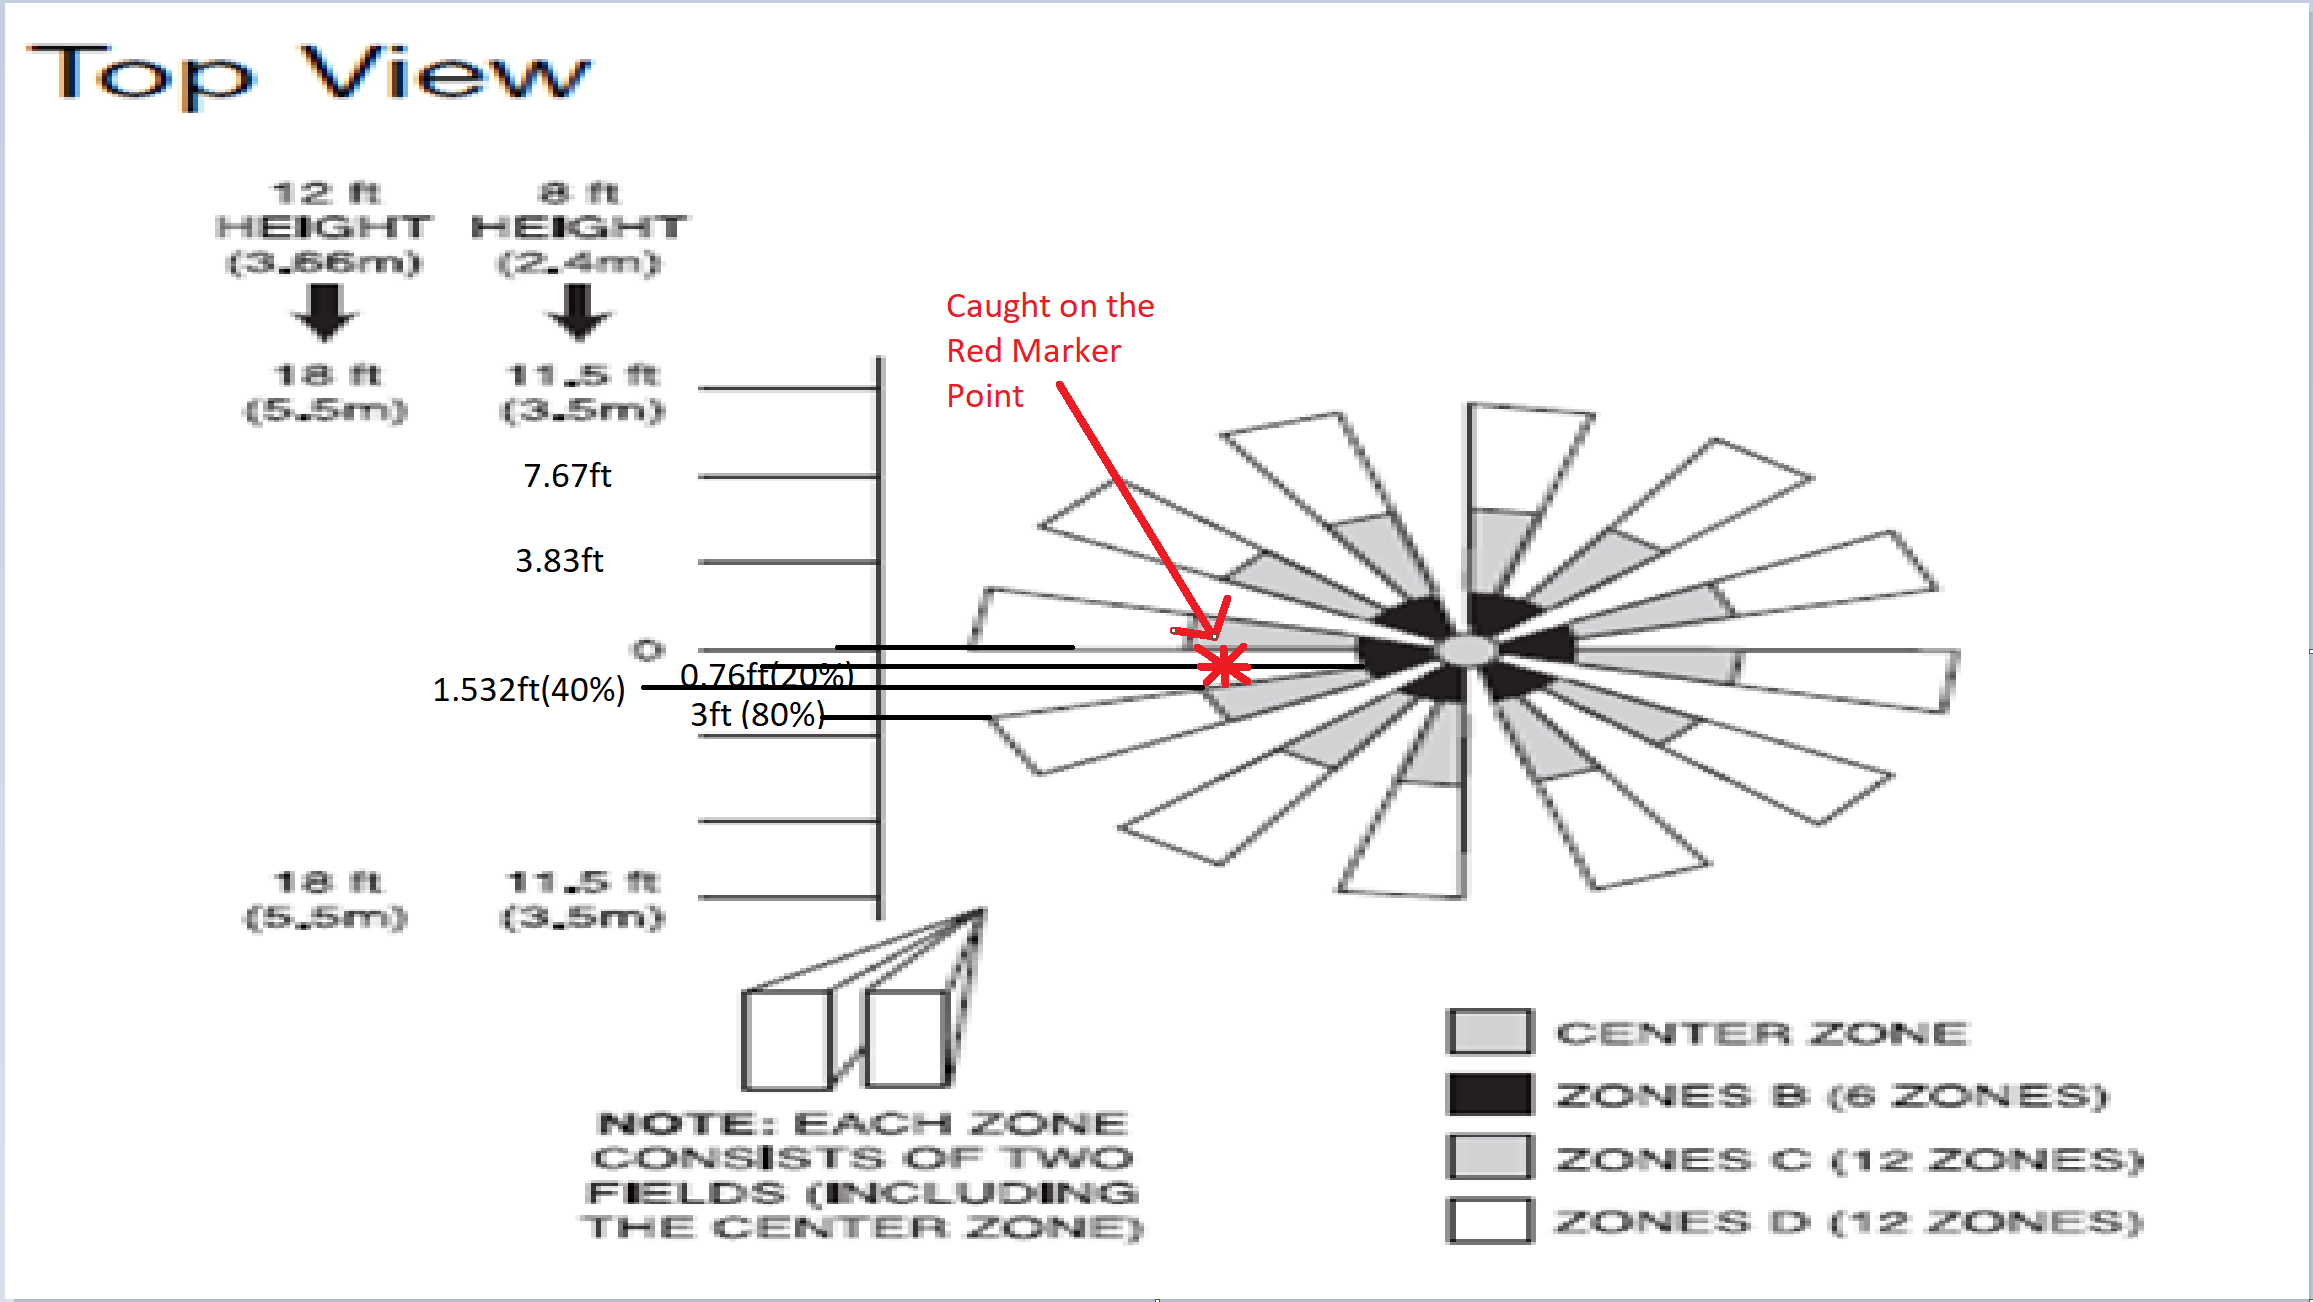 Top View
12 ft
HEIGHT
(3.66m)
8 ft
HEIGHT
(2.4m)
18 ft
(5.5m)
11.5 ft
(3.5m)
7.67ft
3.83ft
0
0.76ft(20%)
1.532ft(40%)
3ft (80%)
18 ft
(5.5m)
11.5 ft
(3.5m)
Caught on the
Red Marker
Point
NOTE: EACH ZONE
CONSISTS OF TWO
FIELDS (INCLUDING
THE CENTER ZONE)
CENTER ZONE
ZONES B (6 ZONES)
ZONES C (12 ZONES)
ZONES D (12 ZONES)